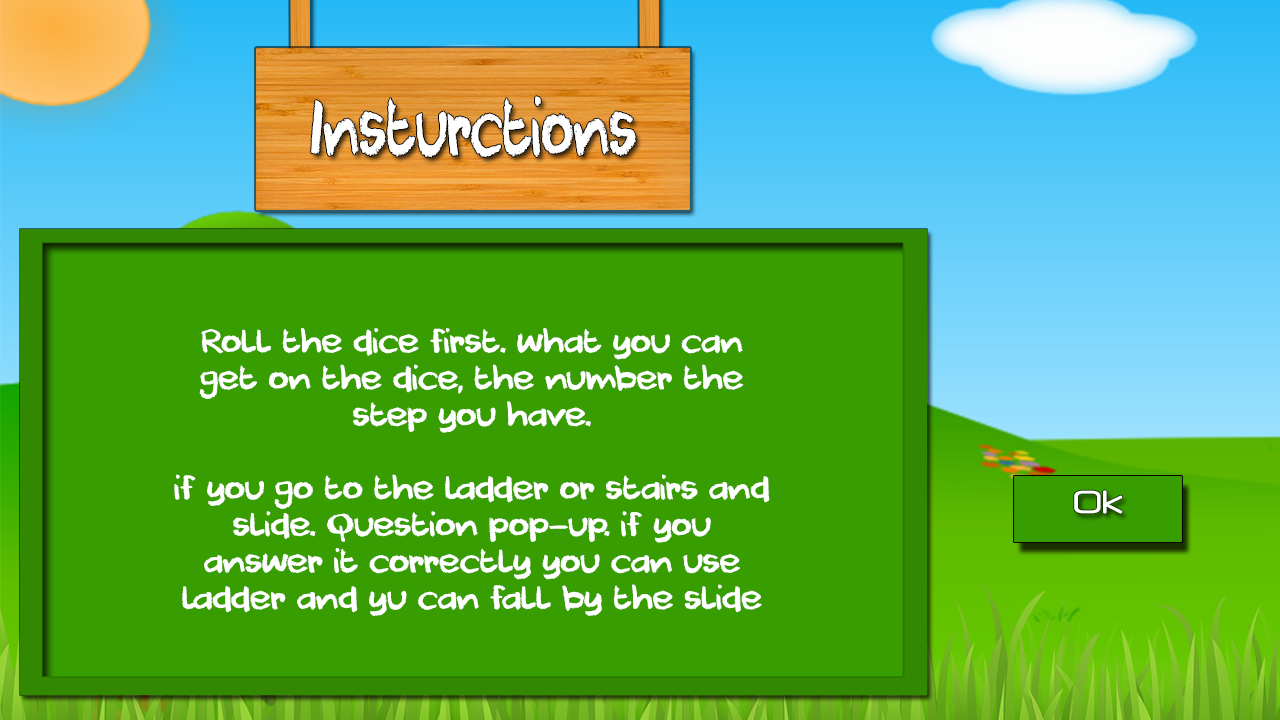 Insturctions
Roll the dice first. What you can
get on the dice, the number the
step you have.
if you go to the ladder or stairs and
slide. Question pop-up. if you
answer it correctly you can use
ladder and yu can fall by the slide
Ok